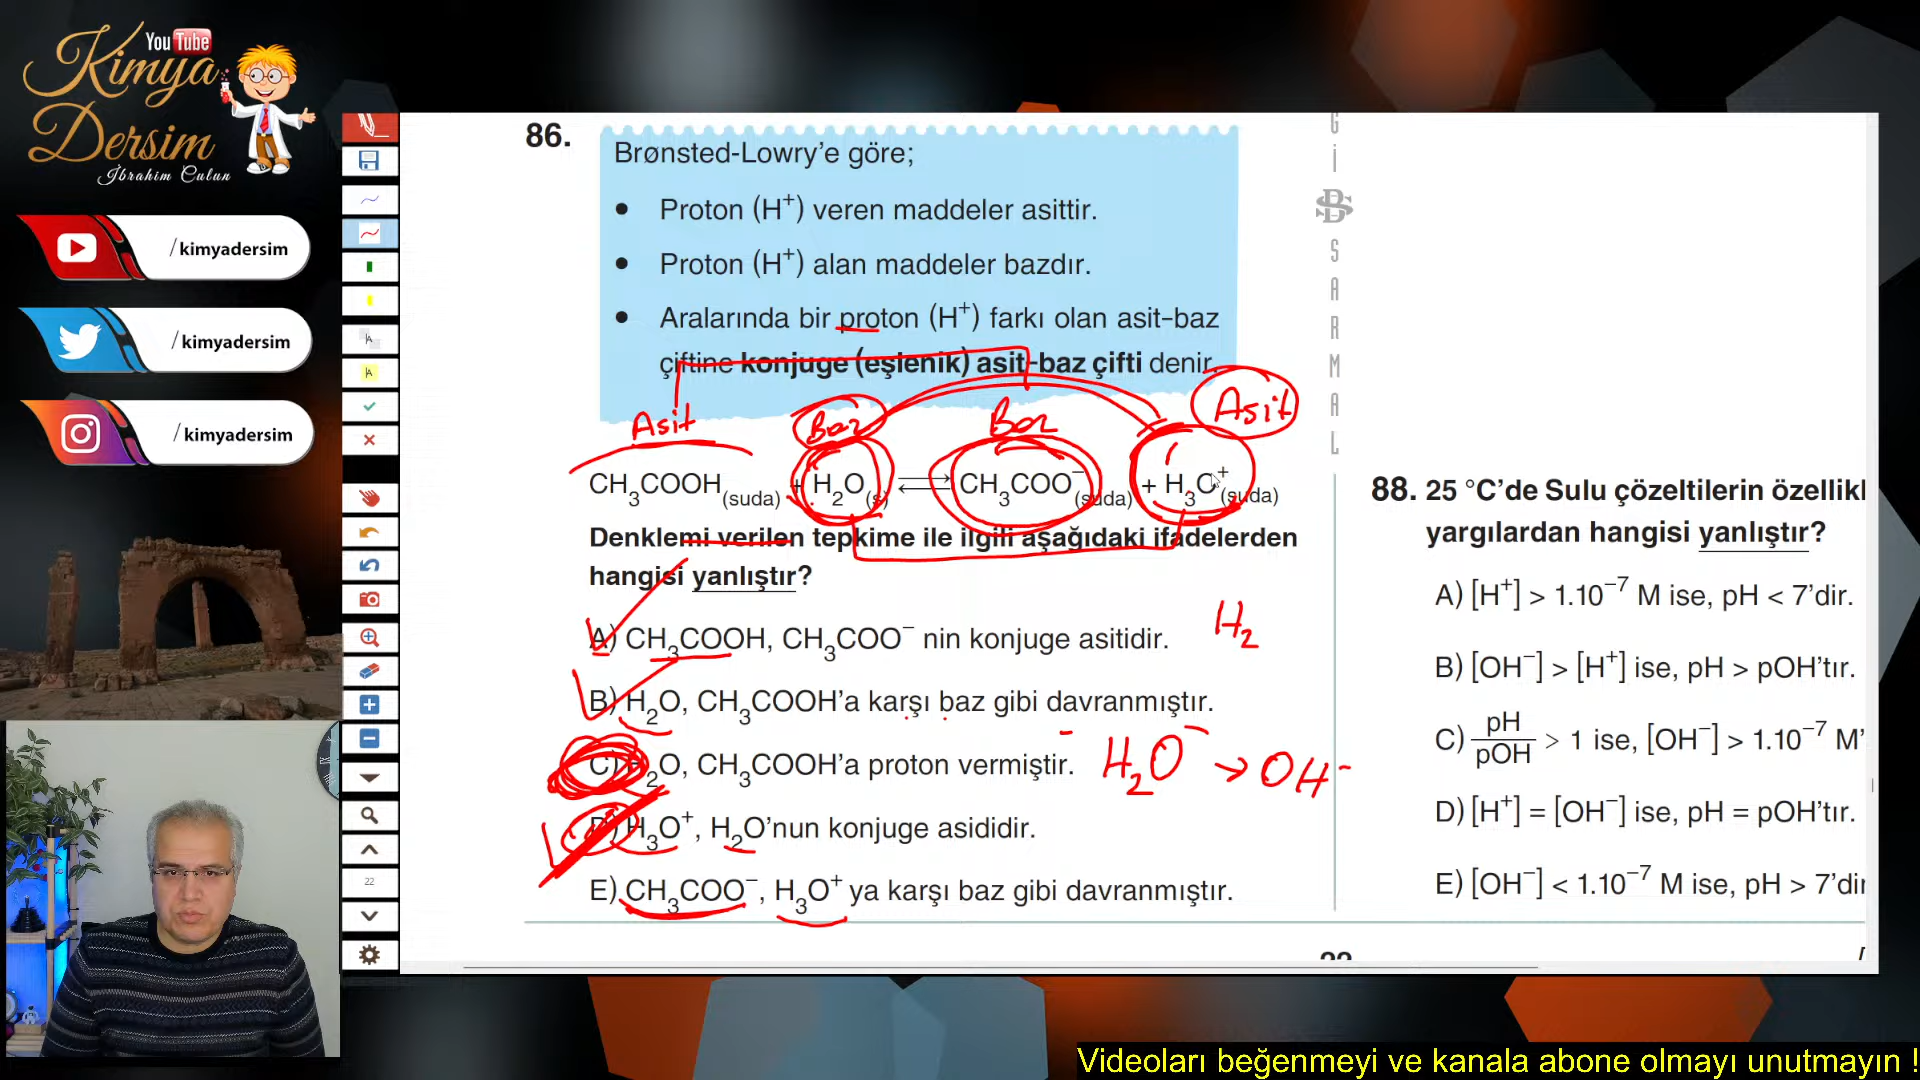 YouTube
Kimya
Dersim
İbrahim Culun
/kimyadersim
/kimyadersim
/kimyadersim
22
86.
Brønsted-Lowry'e göre;
• Proton (H⁺) veren maddeler asittir.
• Proton (H⁺) alan maddeler bazdır.
• Aralarında bir proton (H⁺) farkı olan asit-baz
çiftine konjuge (eşlenik) asit-baz çifti denir.
Asit Baz Baz Asit
CH₃COOH(suda) + H₂O(s) ⇌ CH₃COO⁻(suda) + H₃O⁺(suda)
Denklemi verilen tepkime ile ilgili aşağıdaki ifadelerden
hangisi yanlıştır?
A) CH₃COOH, CH₃COO⁻ nin konjuge asitidir.
H₂
B) H₂O, CH₃COOH'a karşı baz gibi davranmıştır.
C) H₂O, CH₃COOH'a proton vermiştir.
H₂O⁻ → OH⁻
D) H₃O⁺, H₂O'nun konjuge asididir.
E) CH₃COO⁻, H₃O⁺ ya karşı baz gibi davranmıştır.
G İ
S A R M A L
88. 25 °C'de Sulu çözeltilerin özellikl
yargılardan hangisi yanlıştır?
A) [H⁺] > 1.10⁻⁷ M ise, pH < 7'dir.
B) [OH⁻] > [H⁺] ise, pH > pOH'tır.
C) pH/pOH > 1 ise, [OH⁻] > 1.10⁻⁷ M'
D) [H⁺] = [OH⁻] ise, pH = pOH'tır.
E) [OH⁻] < 1.10⁻⁷ M ise, pH > 7'dir
Videoları beğenmeyi ve kanala abone olmayı unutmayın !